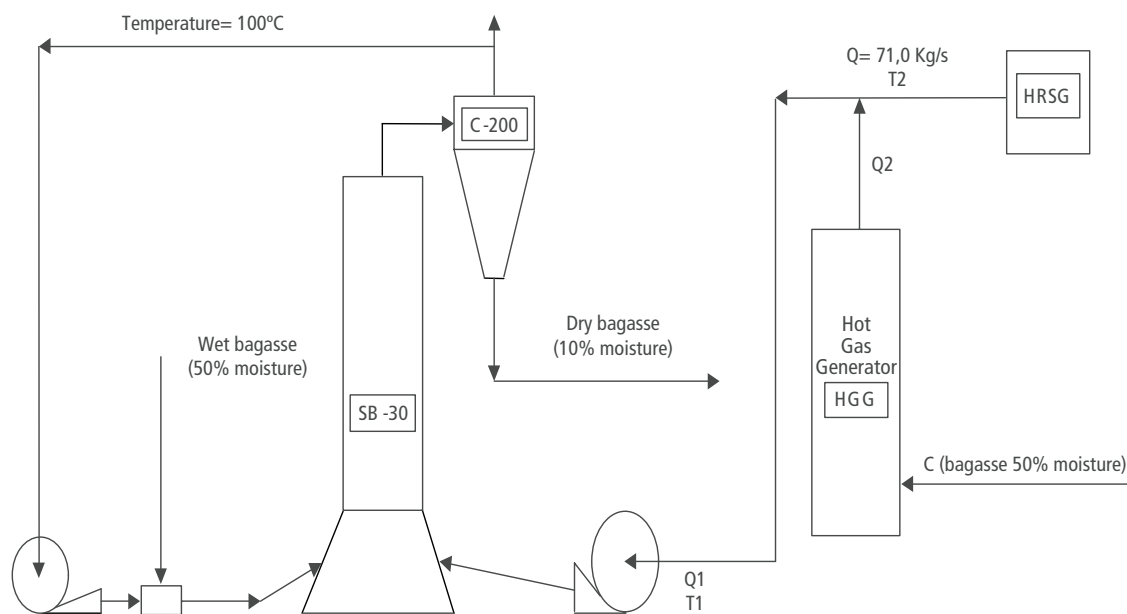 Temperature= 100ºC
Q= 71,0 Kg/s
T2
HRSG
C-200
Q2
Wet bagasse
(50% moisture)
Dry bagasse
(10% moisture)
Hot
Gas
Generator
HGG
SB -30
C (bagasse 50% moisture)
Q1
T1